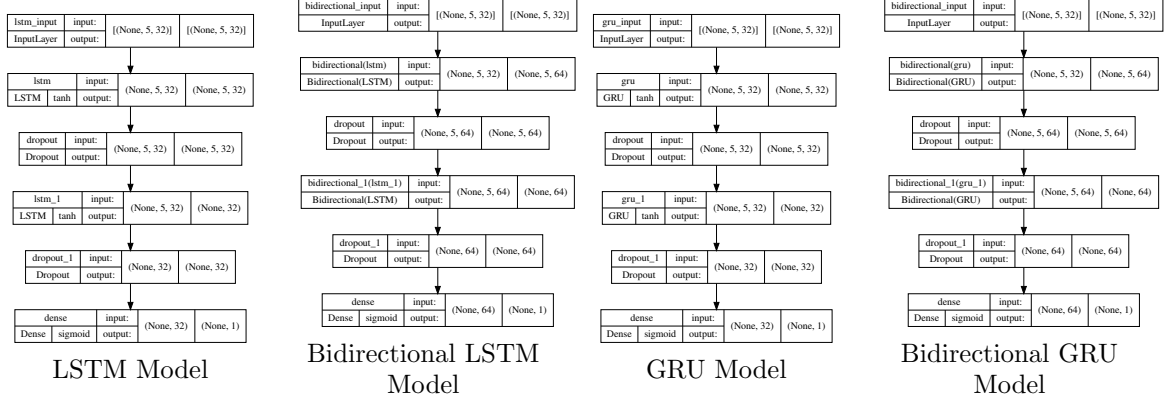 lstm_input input:
InputLayer output:
[(None, 5, 32)] [(None, 5, 32)]
lstm input:
LSTM tanh output:
(None, 5, 32) (None, 5, 32)
dropout input:
Dropout output:
(None, 5, 32) (None, 5, 32)
lstm_1 input:
LSTM tanh output:
(None, 5, 32) (None, 32)
dropout_1 input:
Dropout output:
(None, 32) (None, 32)
dense input:
Dense sigmoid output:
(None, 32) (None, 1)
LSTM Model
bidirectional_input input:
InputLayer output:
[(None, 5, 32)] [(None, 5, 32)]
bidirectional(lstm) input:
Bidirectional(LSTM) output:
(None, 5, 32) (None, 5, 64)
dropout input:
Dropout output:
(None, 5, 64) (None, 5, 64)
bidirectional_1(lstm_1) input:
Bidirectional(LSTM) output:
(None, 5, 64) (None, 64)
dropout_1 input:
Dropout output:
(None, 64) (None, 64)
dense input:
Dense sigmoid output:
(None, 64) (None, 1)
Bidirectional LSTM
Model
gru_input input:
InputLayer output:
[(None, 5, 32)] [(None, 5, 32)]
gru input:
GRU tanh output:
(None, 5, 32) (None, 5, 32)
dropout input:
Dropout output:
(None, 5, 32) (None, 5, 32)
gru_1 input:
GRU tanh output:
(None, 5, 32) (None, 32)
dropout_1 input:
Dropout output:
(None, 32) (None, 32)
dense input:
Dense sigmoid output:
(None, 32) (None, 1)
GRU Model
bidirectional_input input:
InputLayer output:
[(None, 5, 32)] [(None, 5, 32)]
bidirectional(gru) input:
Bidirectional(GRU) output:
(None, 5, 32) (None, 5, 64)
dropout input:
Dropout output:
(None, 5, 64) (None, 5, 64)
bidirectional_1(gru_1) input:
Bidirectional(GRU) output:
(None, 5, 64) (None, 64)
dropout_1 input:
Dropout output:
(None, 64) (None, 64)
dense input:
Dense sigmoid output:
(None, 64) (None, 1)
Bidirectional GRU
Model